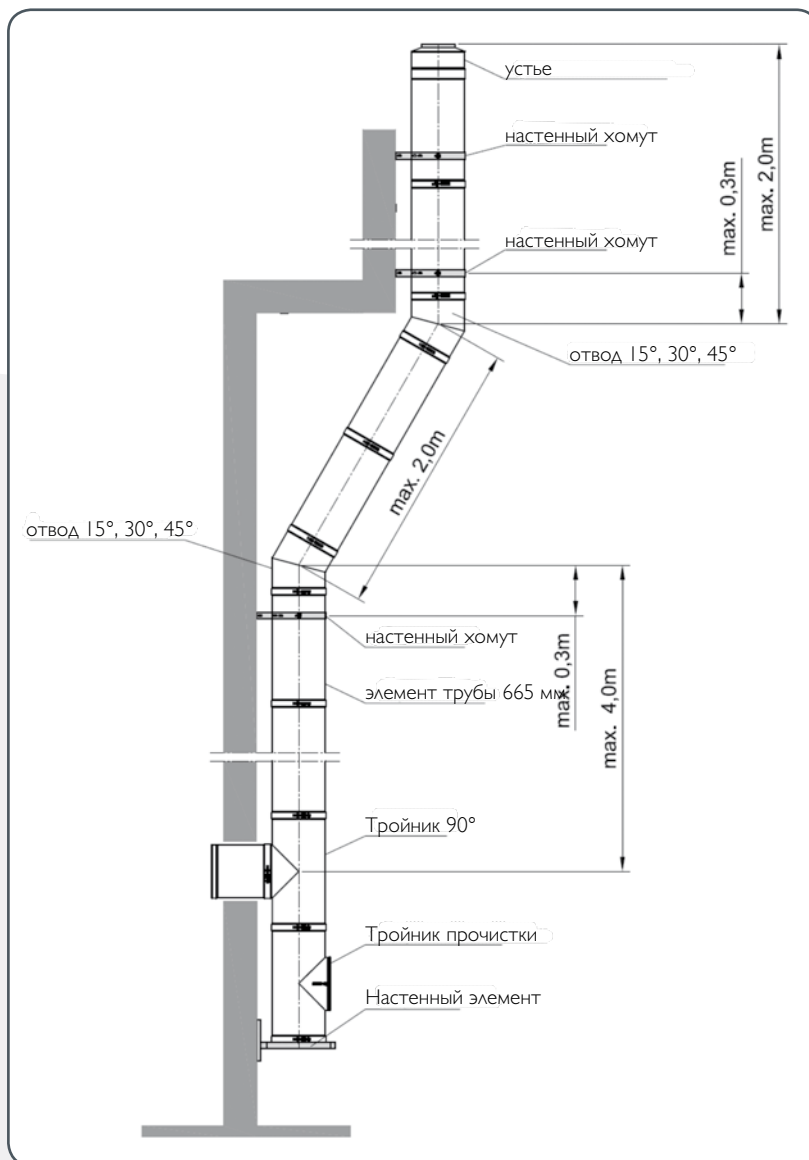 устье
настенный хомут
max. 0,3m
max. 2,0m
настенный хомут
отвод 15°, 30°, 45°
max. 2,0m
отвод 15°, 30°, 45°
настенный хомут
max. 0,3m
max. 4,0m
элемент трубы 665 мм
Тройник 90°
Тройник прочистки
Настенный элемент